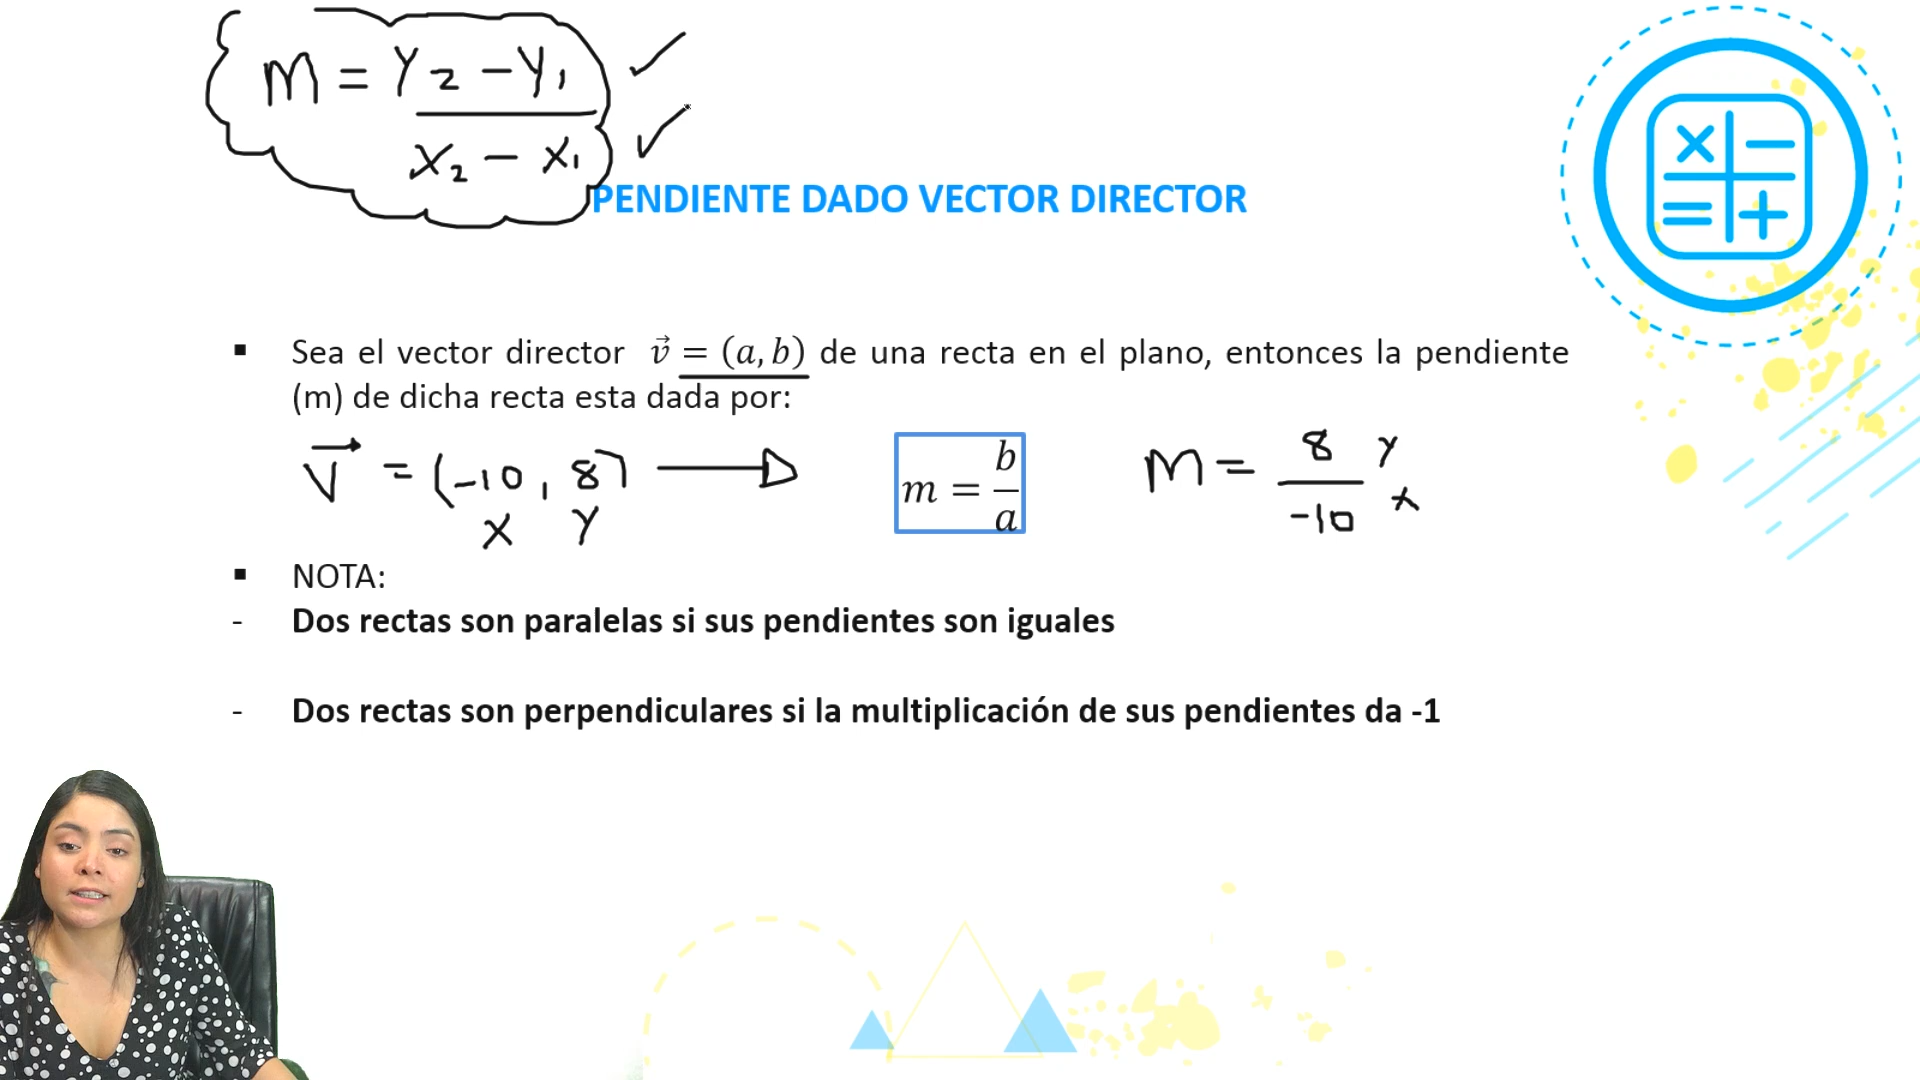 m = y2 - y1
x2 - x1
PENDIENTE DADO VECTOR DIRECTOR
▪ Sea el vector director v⃗ = (a, b) de una recta en el plano, entonces la pendiente
(m) de dicha recta esta dada por:
v⃗ = (-10, 8)
x y
m = b/a
m = 8/-10 y/x
▪ NOTA:
- Dos rectas son paralelas si sus pendientes son iguales
- Dos rectas son perpendiculares si la multiplicación de sus pendientes da -1